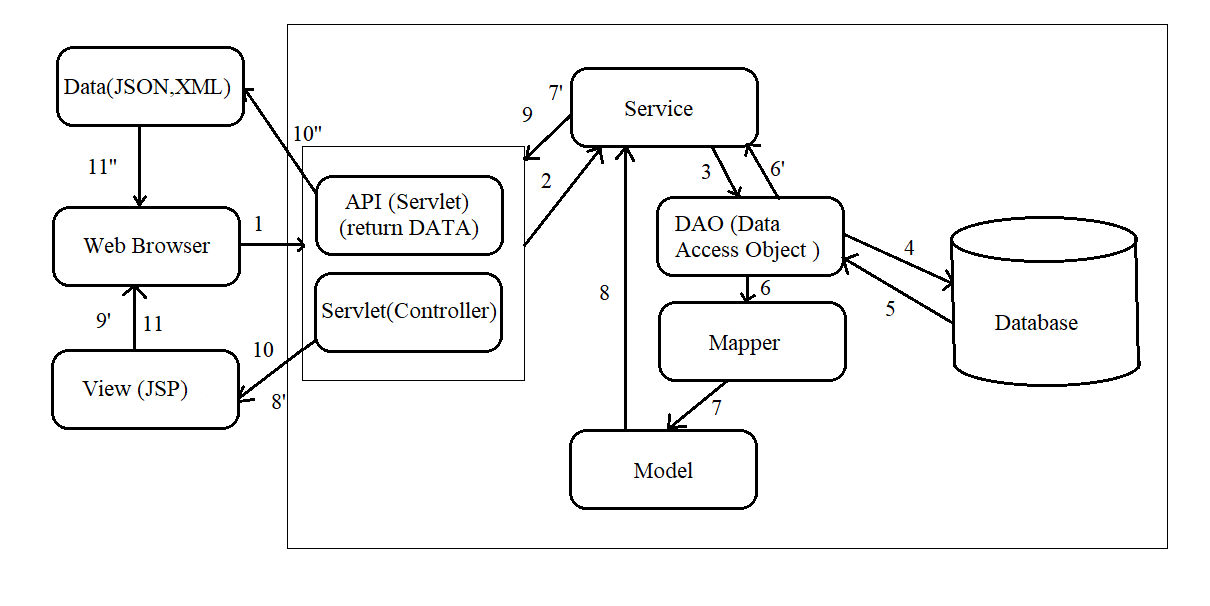 Data(JSON,XML)
Service
7'
9
10"
11"
2
3
6'
API (Servlet)
(return DATA)
DAO (Data
Access Object )
Web Browser
1
4
5
6
8
Servlet(Controller)
Database
Mapper
9'
11
10
View (JSP)
8'
7
Model